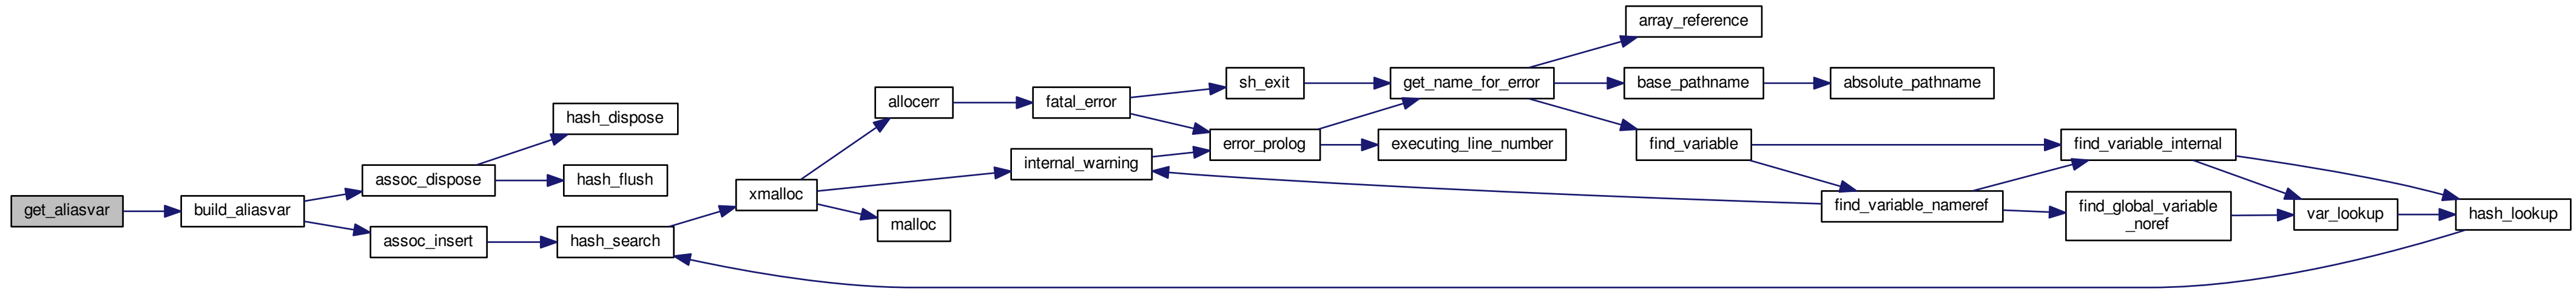 get_aliasvar
build_aliasvar
assoc_dispose
assoc_insert
hash_dispose
hash_flush
hash_search
xmalloc
allocerr
internal_warning
malloc
fatal_error
sh_exit
error_prolog
get_name_for_error
executing_line_number
array_reference
base_pathname
find_variable
absolute_pathname
find_variable_nameref
find_variable_internal
find_global_variable
_noref
var_lookup
hash_lookup